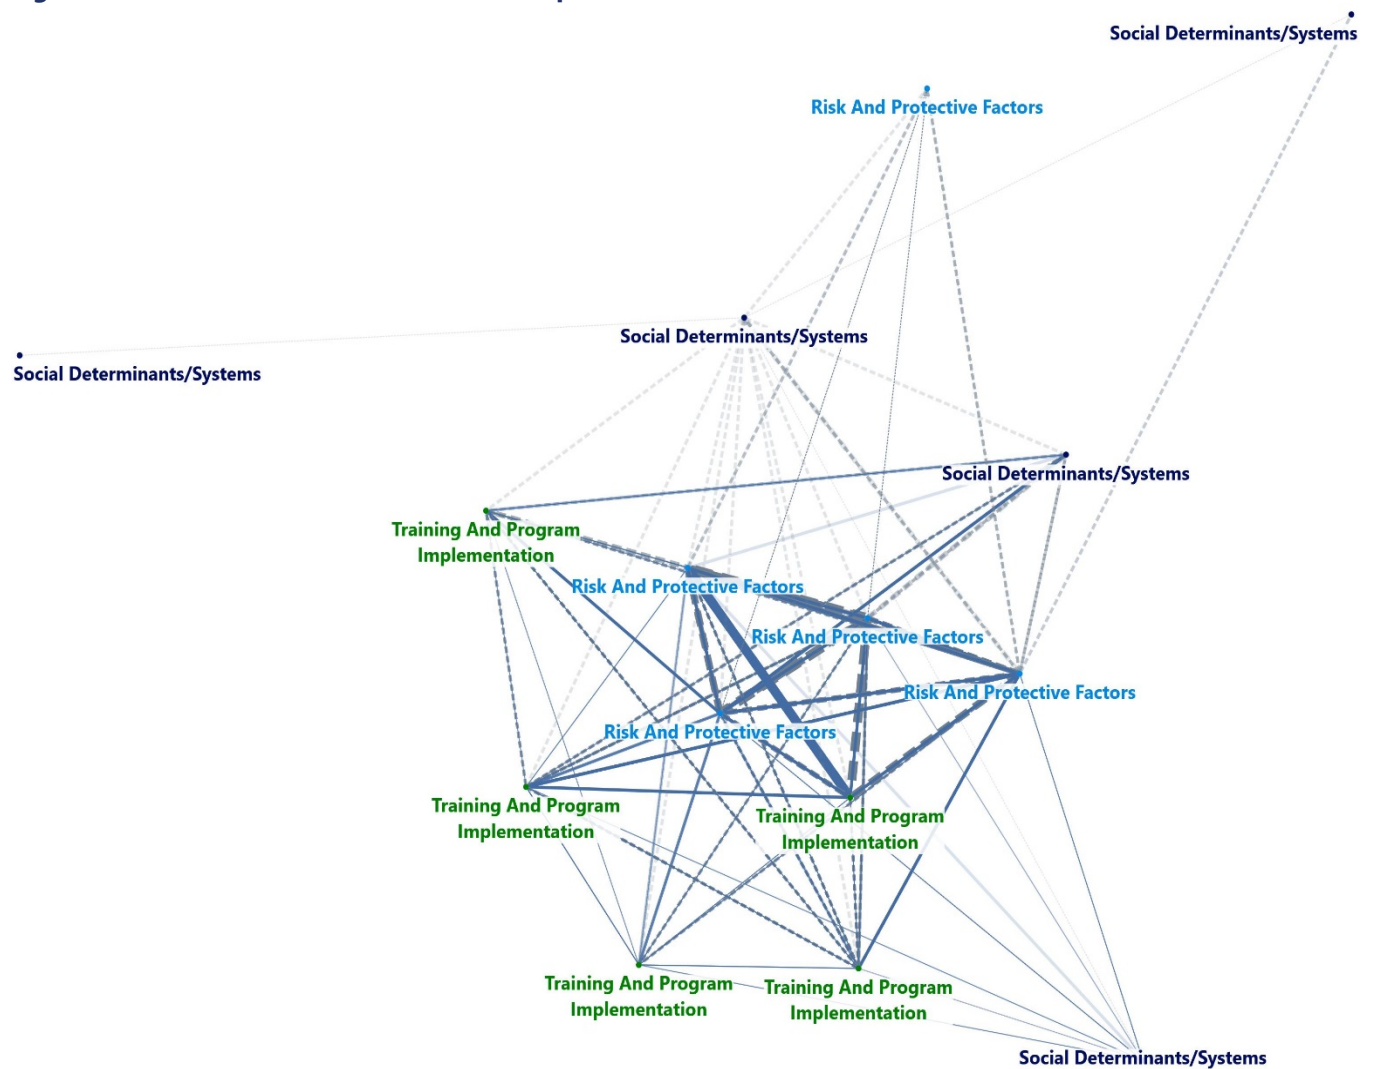 Social Determinants/Systems
Risk And Protective Factors
Social Determinants/Systems
Social Determinants/Systems
Social Determinants/Systems
Training And Program
Implementation
Risk And Protective Factors
Risk And Protective Factors
Risk And Protective Factors
Risk And Protective Factors
Training And Program
Implementation
Training And Program
Implementation
Training And Program
Implementation
Training And Program
Implementation
Social Determinants/Systems